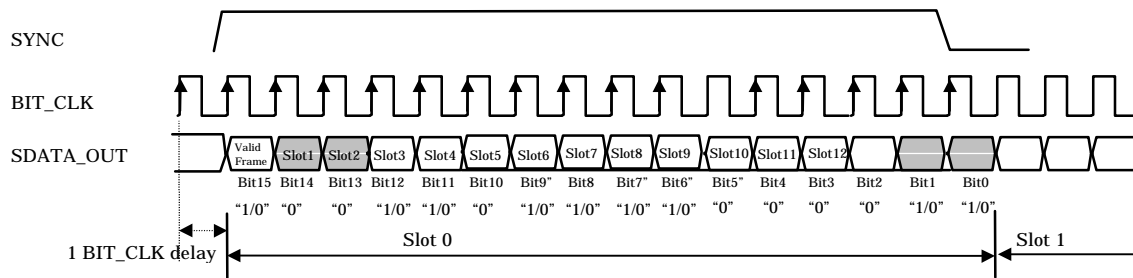 SYNC
BIT_CLK
SDATA_OUT
Valid Frame Slot1 Slot2 Slot3 Slot4 Slot5 Slot6 Slot7 Slot8 Slot9 Slot10 Slot11 Slot12
Bit15 Bit14 Bit13 Bit12 Bit11 Bit10 Bit9" Bit8 Bit7" Bit6" Bit5" Bit4 Bit3 Bit2 Bit1 Bit0
“1/0” “0” “0” “1/0” “1/0” “0” “1/0” “1/0” “1/0” “1/0” “0” “0” “0” “0” “1/0” “1/0”
1 BIT_CLK delay Slot 0 Slot 1